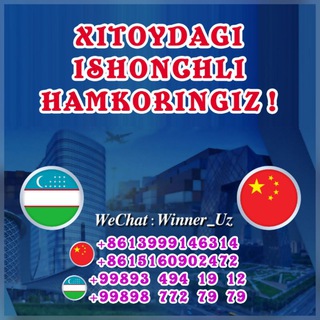 XITOYDAGI
ISHONCHLI
HAMKORINGIZ !
WeChat : Winner_Uz
+8613999146314
+8615160902472
+99893 494 19 12
+99898 772 79 79